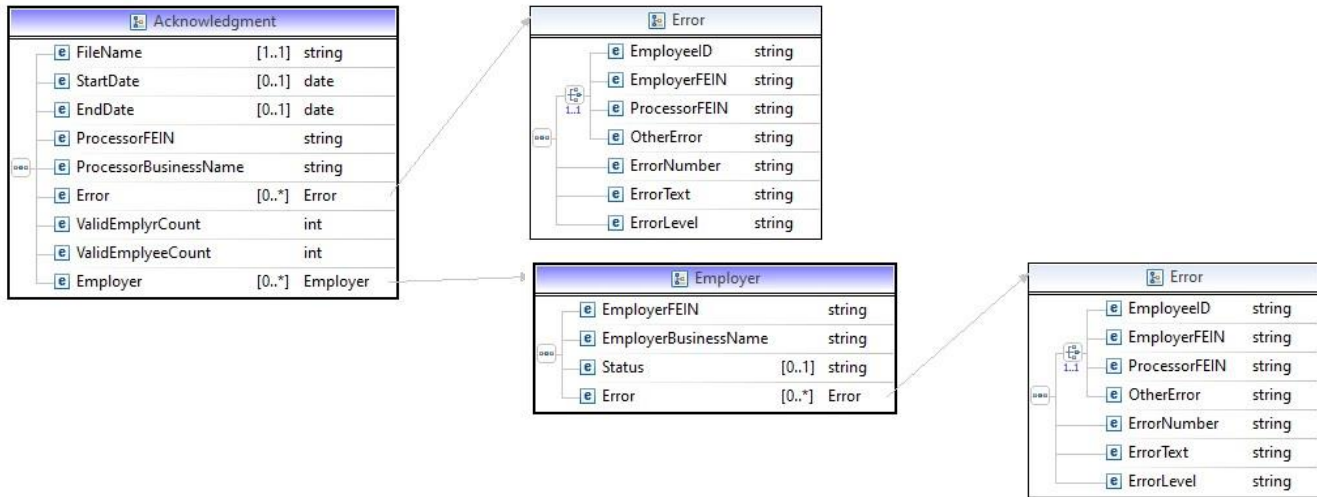 Acknowledgment
FileName [1..1] string
StartDate [0..1] date
EndDate [0..1] date
ProcessorFEIN string
ProcessorBusinessName string
Error [0..*] Error
ValidEmplyrCount int
ValidEmplyeeCount int
Employer [0..*] Employer
Error
EmployeeID string
EmployerFEIN string
1..1
ProcessorFEIN string
OtherError string
ErrorNumber string
ErrorText string
ErrorLevel string
Employer
EmployerFEIN string
EmployerBusinessName string
Status [0..1] string
Error [0..*] Error
Error
EmployeeID string
EmployerFEIN string
1..1
ProcessorFEIN string
OtherError string
ErrorNumber string
ErrorText string
ErrorLevel string